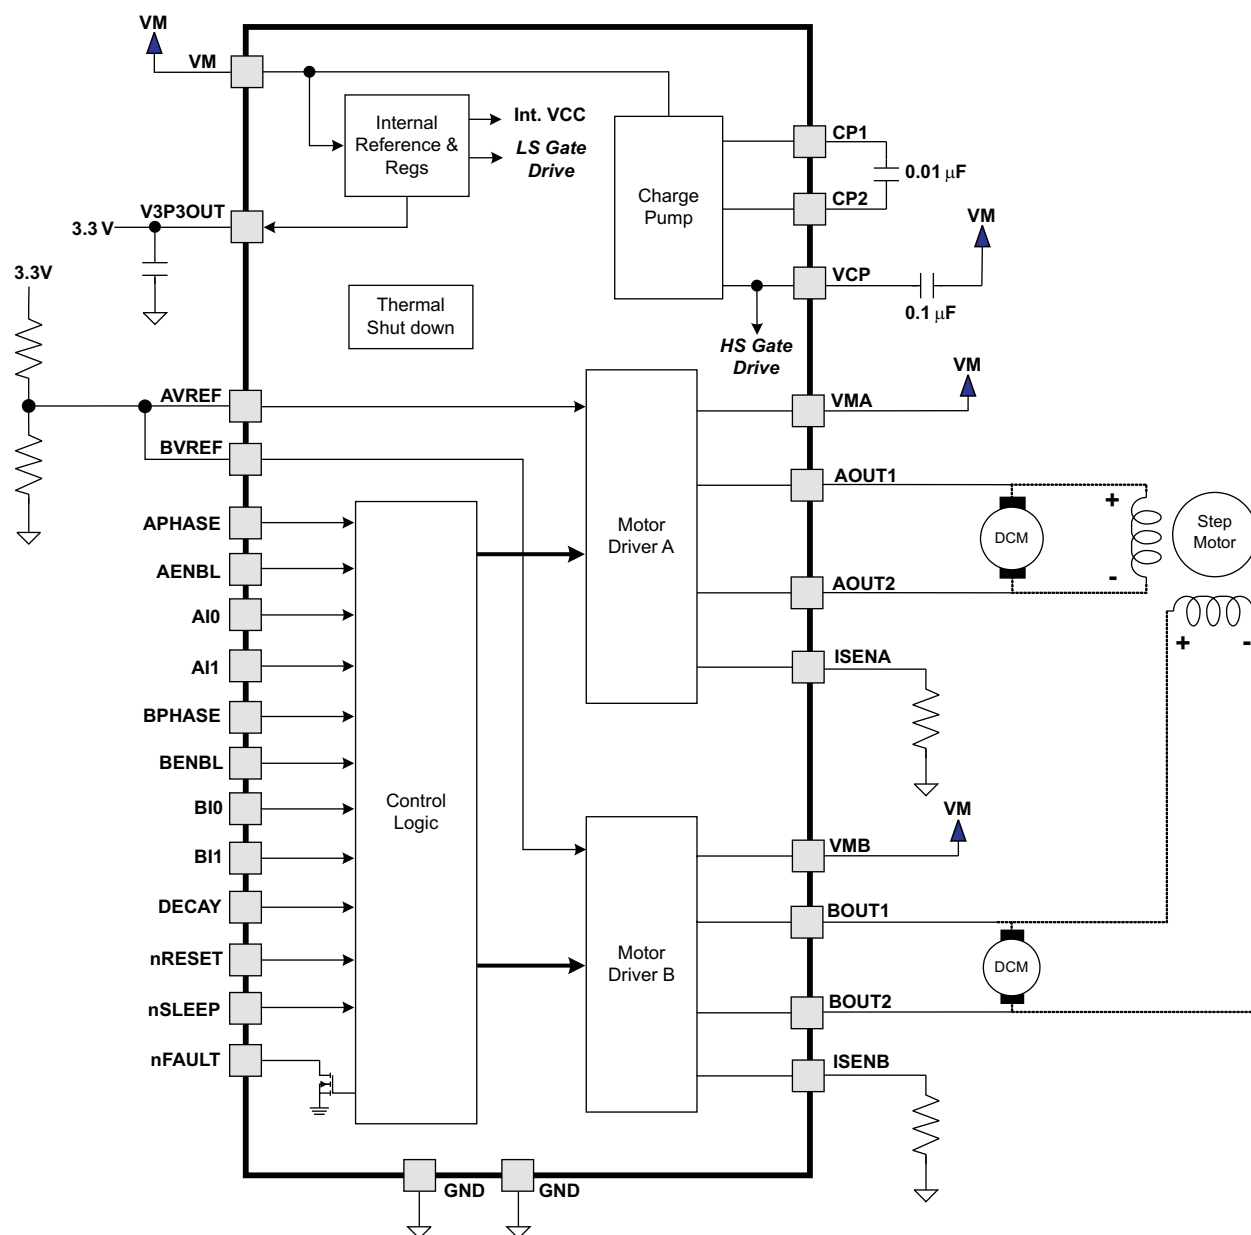 VM
VM
Internal
Reference &
Regs
Int. VCC
LS Gate
Drive
V3P3OUT
3.3 V
3.3V
Thermal
Shut down
Charge
Pump
CP1
0.01 µF
CP2
VM
VCP
0.1 µF
HS Gate
Drive
AVREF
BVREF
APHASE
AENBL
AI0
AI1
BPHASE
BENBL
BI0
BI1
DECAY
nRESET
nSLEEP
nFAULT
Control
Logic
Motor
Driver A
VM
VMA
AOUT1
+
DCM
Step
Motor
-
AOUT2
+
-
ISENA
VM
Motor
Driver B
VMB
BOUT1
DCM
BOUT2
ISENB
GND
GND